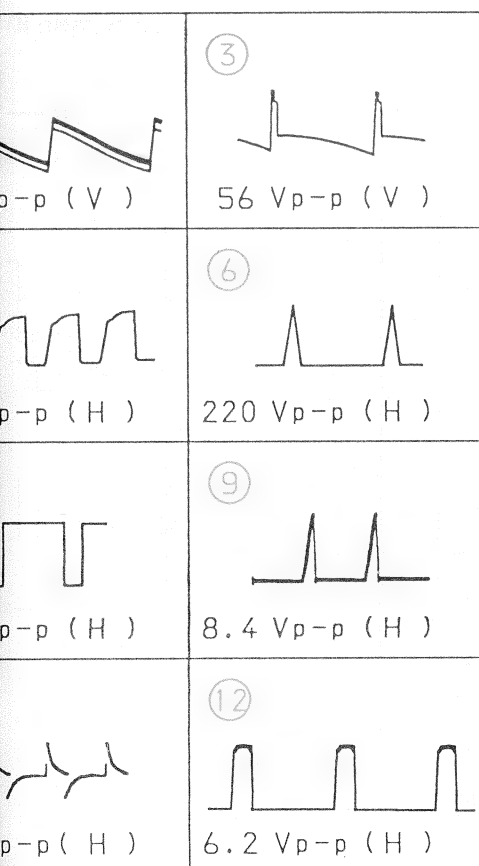 3
p-p (V)
56 Vp-p (V)
6
p-p (H)
220 Vp-p (H)
9
p-p (H)
8.4 Vp-p (H)
12
p-p (H)
6.2 Vp-p (H)